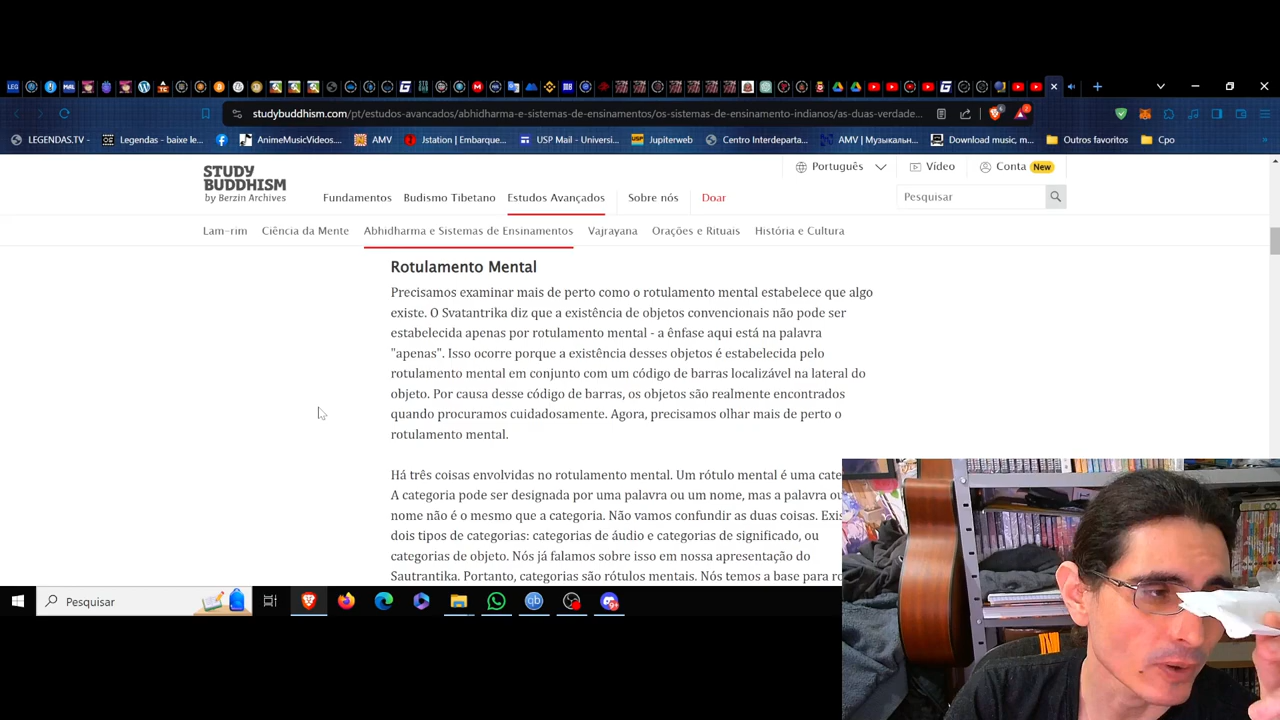 studybuddhism.com/pt/estudos-avancados/abhidharma-e-sistemas-de-ensinamentos/os-sistemas-de-ensinamento-indianos/as-duas-verdade...
LEGENDAS.TV - Legendas - baixe le... AnimeMusicVideos.... AMV Jstation | Embarque... USP Mail - Universi... Jupiterweb Centro Interdeparta... AMV | Музыкальн... Download music, m... Outros favoritos Cpo
STUDY
BUDDHISM
by Berzin Archives
Português Vídeo Conta New
Fundamentos Budismo Tibetano Estudos Avançados Sobre nós Doar Pesquisar
Lam-rim Ciência da Mente Abhidharma e Sistemas de Ensinamentos Vajrayana Orações e Rituais História e Cultura
Rotulamento Mental
Precisamos examinar mais de perto como o rotulamento mental estabelece que algo
existe. O Svatantrika diz que a existência de objetos convencionais não pode ser
estabelecida apenas por rotulamento mental - a ênfase aqui está na palavra
"apenas". Isso ocorre porque a existência desses objetos é estabelecida pelo
rotulamento mental em conjunto com um código de barras localizável na lateral do
objeto. Por causa desse código de barras, os objetos são realmente encontrados
quando procuramos cuidadosamente. Agora, precisamos olhar mais de perto o
rotulamento mental.
Há três coisas envolvidas no rotulamento mental. Um rótulo mental é uma cate
A categoria pode ser designada por uma palavra ou um nome, mas a palavra ou
nome não é o mesmo que a categoria. Não vamos confundir as duas coisas. Exis
dois tipos de categorias: categorias de áudio e categorias de significado, ou
categorias de objeto. Nós já falamos sobre isso em nossa apresentação do
Sautrantika. Portanto, categorias são rótulos mentais. Nós temos a base para ro
Pesquisar